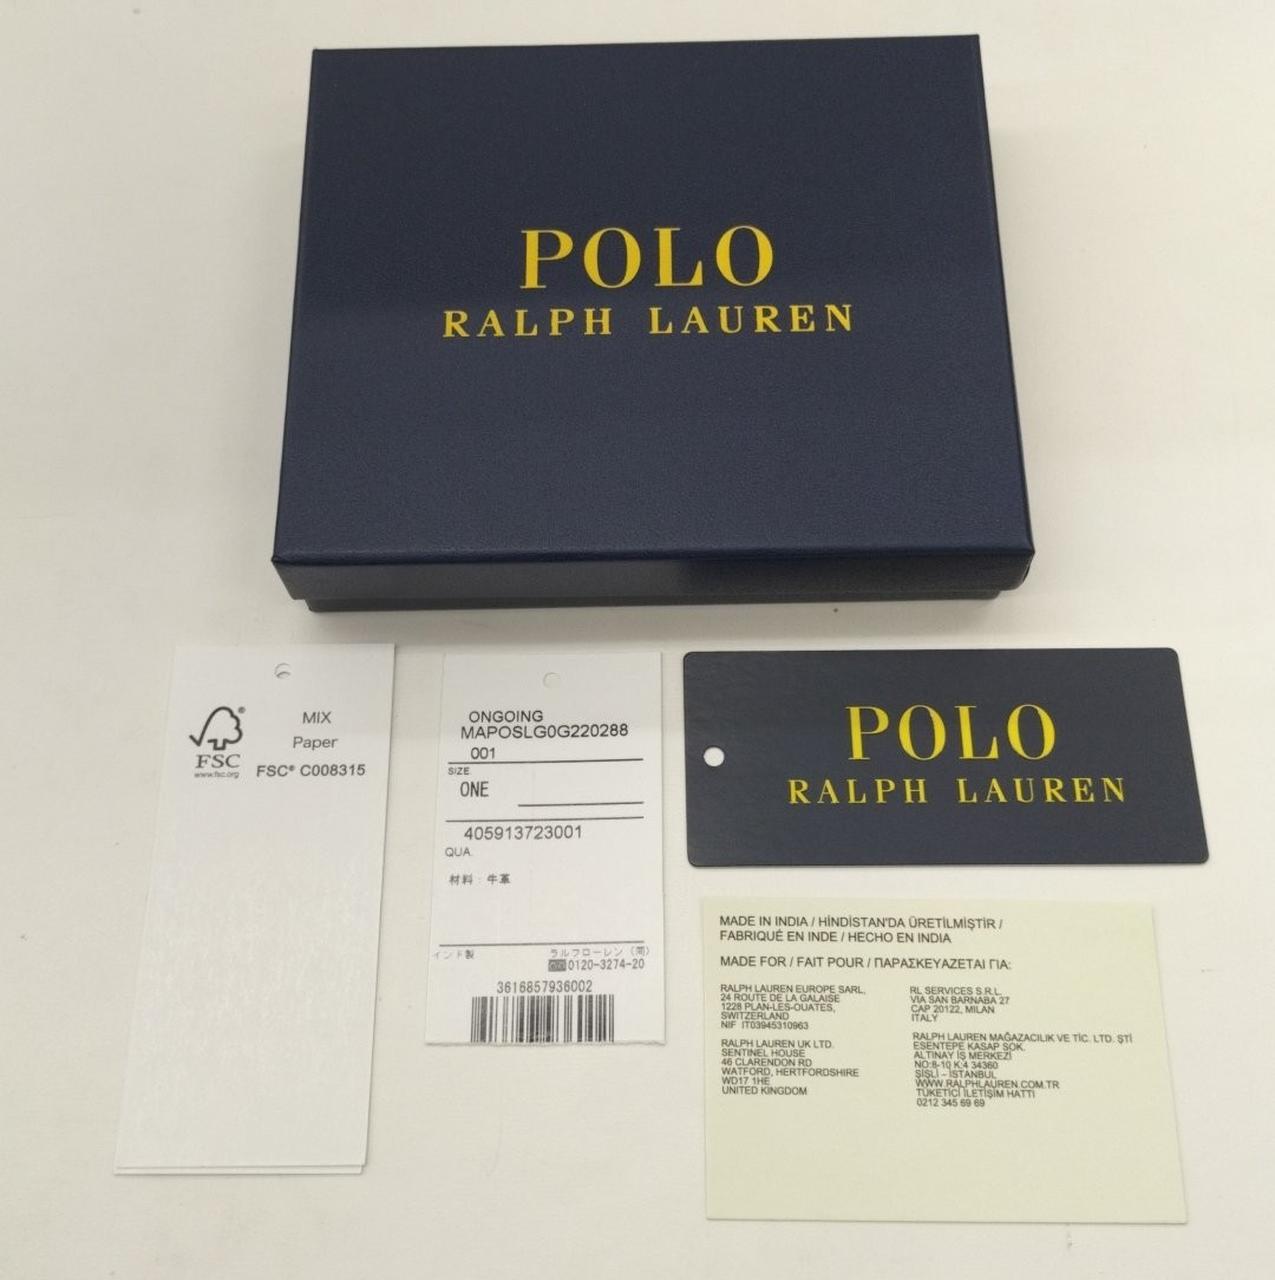 POLO
RALPH LAUREN
FSC
www.fsc.org
MIX
Paper
FSC® C008315
ONGOING
MAPOSLG0G220288
001
SIZE
ONE
405913723001
QUA.
材料：牛革
インド製
ラルフローレン（同）
0120-3274-20
3616857936002
POLO
RALPH LAUREN
MADE IN INDIA / HİNDİSTAN'DA ÜRETİLMİŞTİR /
FABRIQUÉ EN INDE / HECHO EN INDIA
MADE FOR / FAIT POUR / ΠΑΡΑΣΚΕΥΑΖΕΤΑΙ ΓΙΑ:
RALPH LAUREN EUROPE SARL,
24 ROUTE DE LA GALAISE
1228 PLAN-LES-OUATES,
SWITZERLAND
NIF IT03945310963
RALPH LAUREN UK LTD.
SENTINEL HOUSE
46 CLARENDON RD
WATFORD, HERTFORDSHIRE
WD17 1HE
UNITED KINGDOM
RL SERVICES S.R.L.
VIA SAN BARNABA 27
CAP 20122, MILAN
ITALY
RALPH LAUREN MAĞAZACILIK VE TİC. LTD. ŞTİ
ESENTEPE KASAP SOK.
ALTINAY İŞ MERKEZİ
NO:8-10 K:4 34360
ŞİŞLİ – İSTANBUL
WWW.RALPHLAUREN.COM.TR
TÜKETİCİ İLETİŞİM HATTI
0212 345 69 69